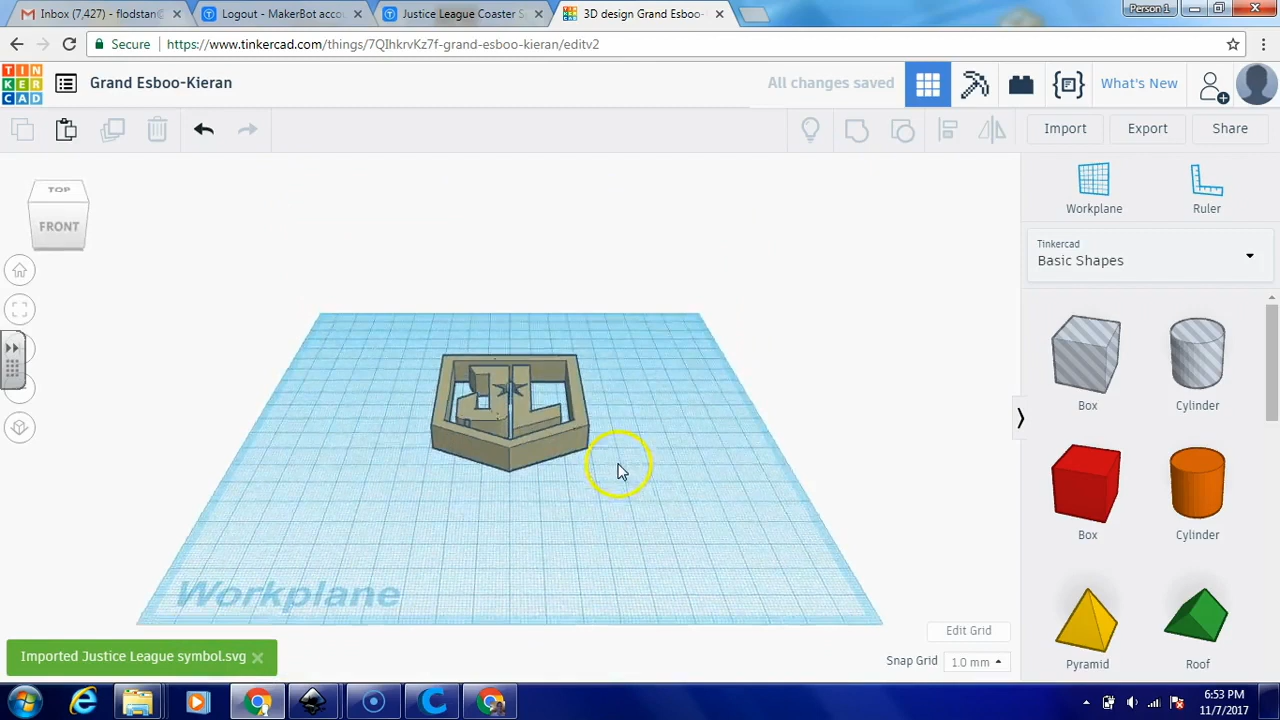 Inbox (7,427) - flodstan@
Logout - MakerBot accou
Justice League Coaster S
3D design Grand Esboo-
Person 1
Secure
https://www.tinkercad.com/things/7QIhkrvKz7f-grand-esboo-kieran/editv2
TIN
KER
CAD
Grand Esboo-Kieran
All changes saved
What's New
Import
Export
Share
TOP
FRONT
Workplane
Ruler
Tinkercad
Basic Shapes
Box
Cylinder
Box
Cylinder
Pyramid
Roof
JL
Workplane
Edit Grid
Snap Grid
1.0 mm
Imported Justice League symbol.svg
6:53 PM
11/7/2017